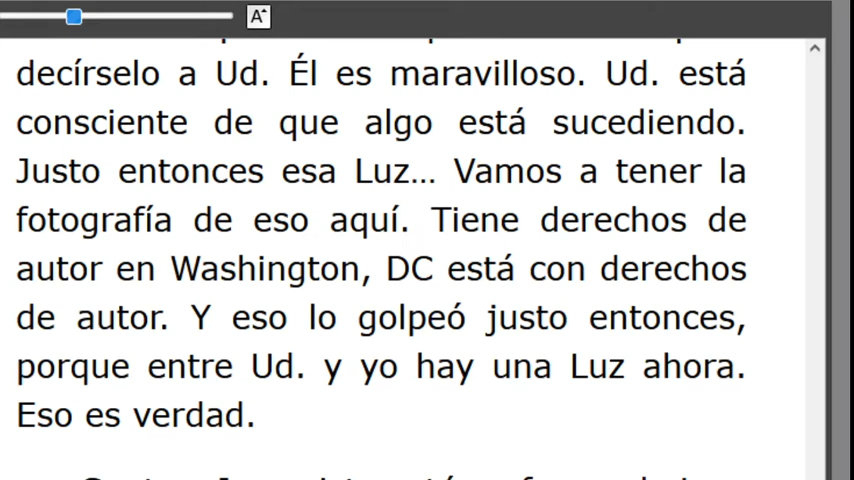 A
decírselo a Ud. Él es maravilloso. Ud. está
consciente de que algo está sucediendo.
Justo entonces esa Luz... Vamos a tener la
fotografía de eso aquí. Tiene derechos de
autor en Washington, DC está con derechos
de autor. Y eso lo golpeó justo entonces,
porque entre Ud. y yo hay una Luz ahora.
Eso es verdad.